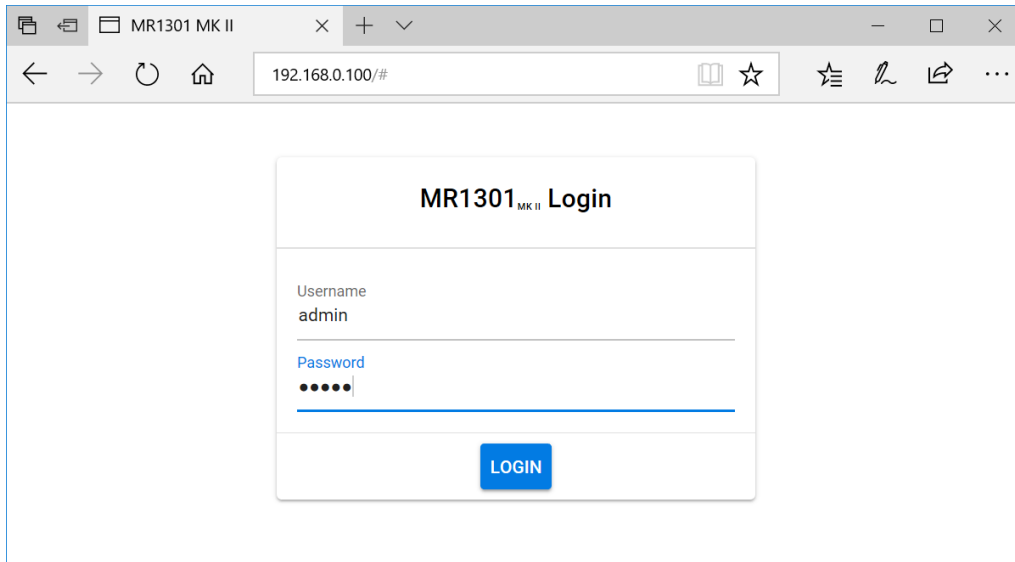 MR1301 MK II
192.168.0.100/#
MR1301 MK II Login
Username
admin
Password
•••••
LOGIN